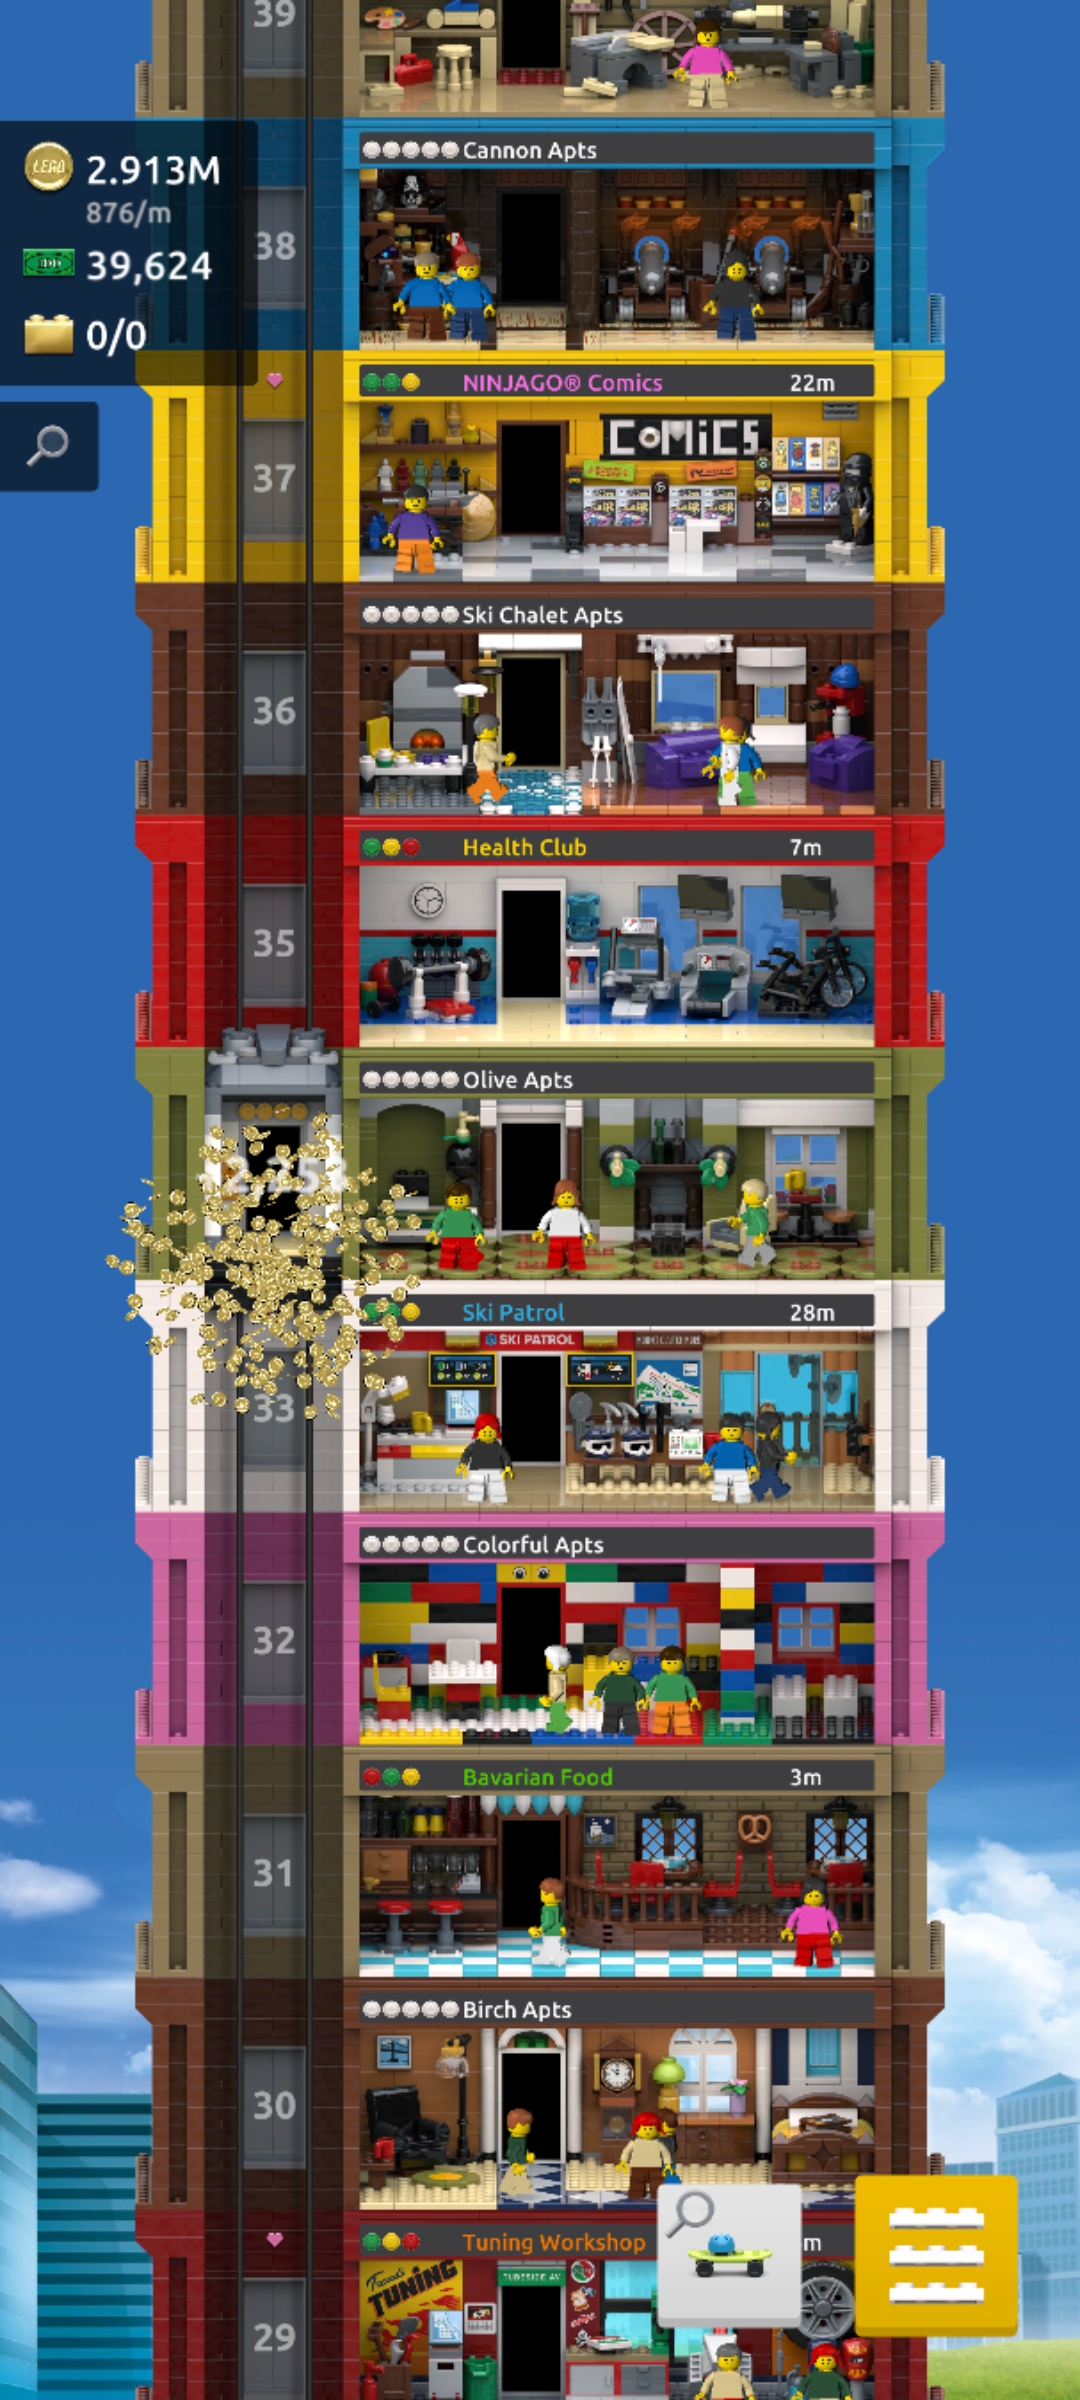 39
LEGO
2.913M
876/m
39,624
0/0
Cannon Apts
38
NINJAGO® Comics 22m
COMICS
37
Ski Chalet Apts
36
Health Club 7m
35
Olive Apts
Ski Patrol 28m
SKI PATROL
33
Colorful Apts
32
Bavarian Food 3m
31
Birch Apts
30
Tuning Workshop m
TUNING
29